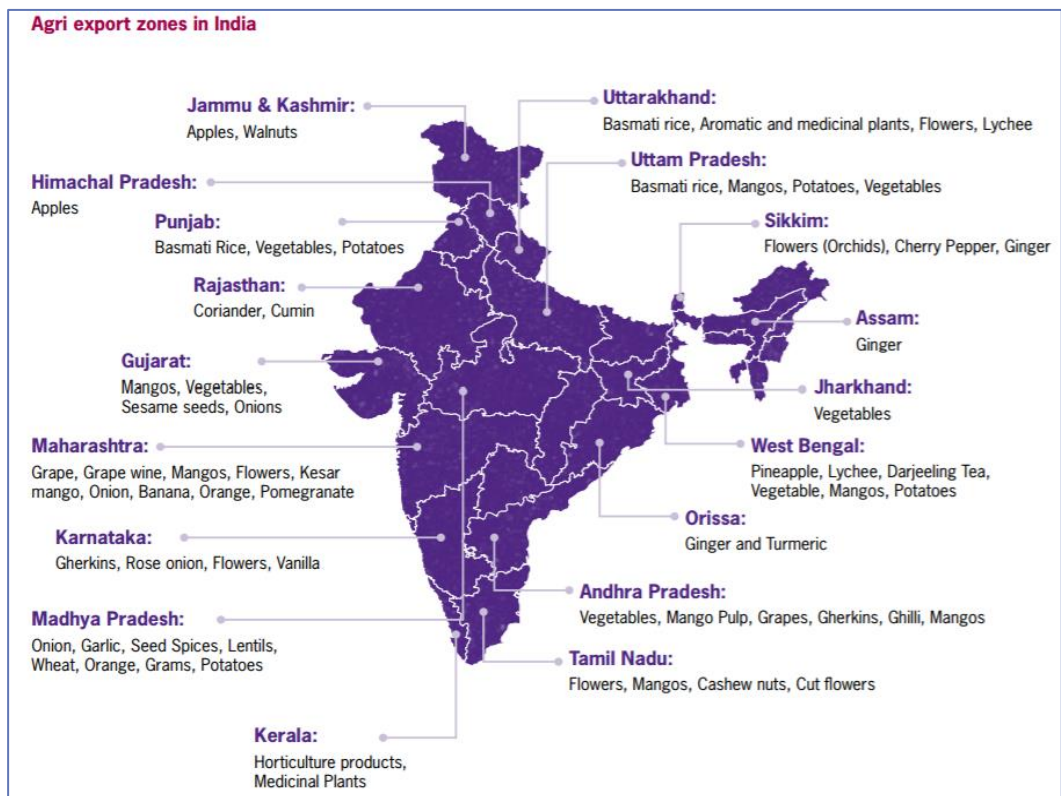 Agri export zones in India
Jammu & Kashmir:
Apples, Walnuts
Himachal Pradesh:
Apples
Punjab:
Basmati Rice, Vegetables, Potatoes
Rajasthan:
Coriander, Cumin
Gujarat:
Mangos, Vegetables,
Sesame seeds, Onions
Maharashtra:
Grape, Grape wine, Mangos, Flowers, Kesar
mango, Onion, Banana, Orange, Pomegranate
Karnataka:
Gherkins, Rose onion, Flowers, Vanilla
Madhya Pradesh:
Onion, Garlic, Seed Spices, Lentils,
Wheat, Orange, Grams, Potatoes
Kerala:
Horticulture products,
Medicinal Plants
Uttarakhand:
Basmati rice, Aromatic and medicinal plants, Flowers, Lychee
Uttam Pradesh:
Basmati rice, Mangos, Potatoes, Vegetables
Sikkim:
Flowers (Orchids), Cherry Pepper, Ginger
Assam:
Ginger
Jharkhand:
Vegetables
West Bengal:
Pineapple, Lychee, Darjeeling Tea,
Vegetable, Mangos, Potatoes
Orissa:
Ginger and Turmeric
Andhra Pradesh:
Vegetables, Mango Pulp, Grapes, Gherkins, Ghilli, Mangos
Tamil Nadu:
Flowers, Mangos, Cashew nuts, Cut flowers